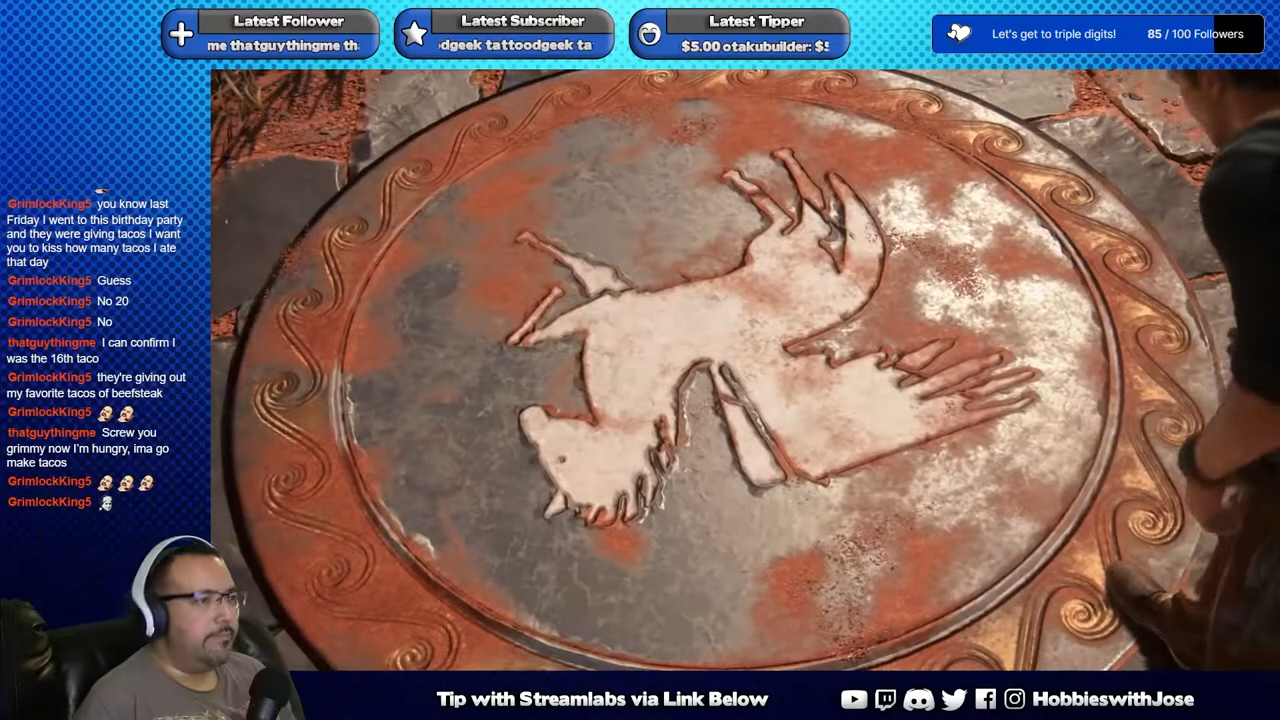 Latest Follower
me thatguythingme th
Latest Subscriber
dgeek tattoodgeek ta
Latest Tipper
$5.00 otakubuilder: $5
Let's get to triple digits! 85 / 100 Followers
GrimlockKing5 you know last
Friday I went to this birthday party
and they were giving tacos I want
you to kiss how many tacos I ate
that day
GrimlockKing5 Guess
GrimlockKing5 No 20
GrimlockKing5 No
thatguythingme I can confirm I
was the 16th taco
GrimlockKing5 they're giving out
my favorite tacos of beefsteak
GrimlockKing5
thatguythingme Screw you
grimmy now I'm hungry, ima go
make tacos
GrimlockKing5
GrimlockKing5
Tip with Streamlabs via Link Below
HobbieswithJose